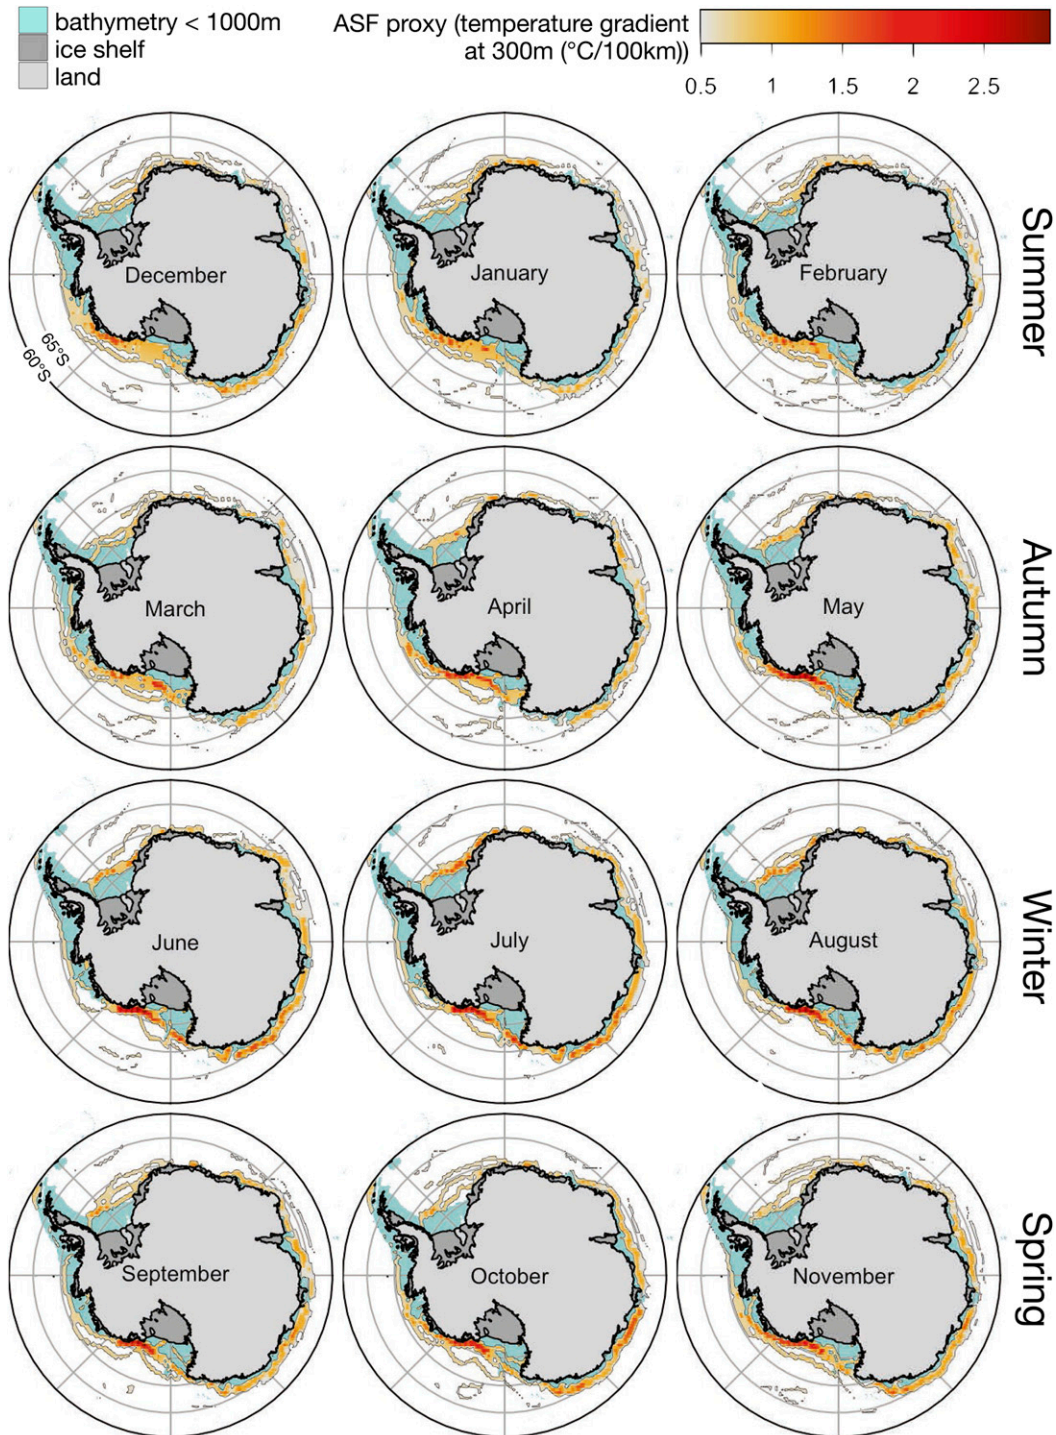 bathymetry < 1000m
ice shelf
land
ASF proxy (temperature gradient
at 300m (°C/100km))
0.5 1 1.5 2 2.5
December
January
February
Summer
65°S
60°S
March
April
May
Autumn
June
July
August
Winter
September
October
November
Spring